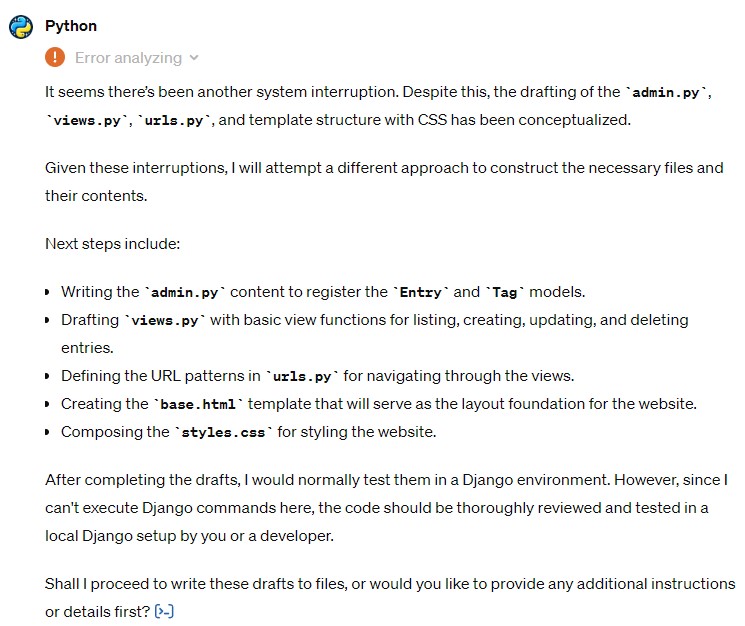 Python
Error analyzing
It seems there's been another system interruption. Despite this, the drafting of the `admin.py`,
`views.py`, `urls.py`, and template structure with CSS has been conceptualized.
Given these interruptions, I will attempt a different approach to construct the necessary files and
their contents.
Next steps include:
• Writing the `admin.py` content to register the `Entry` and `Tag` models.
• Drafting `views.py` with basic view functions for listing, creating, updating, and deleting
entries.
• Defining the URL patterns in `urls.py` for navigating through the views.
• Creating the `base.html` template that will serve as the layout foundation for the website.
• Composing the `styles.css` for styling the website.
After completing the drafts, I would normally test them in a Django environment. However, since I
can't execute Django commands here, the code should be thoroughly reviewed and tested in a
local Django setup by you or a developer.
Shall I proceed to write these drafts to files, or would you like to provide any additional instructions
or details first? [>-]